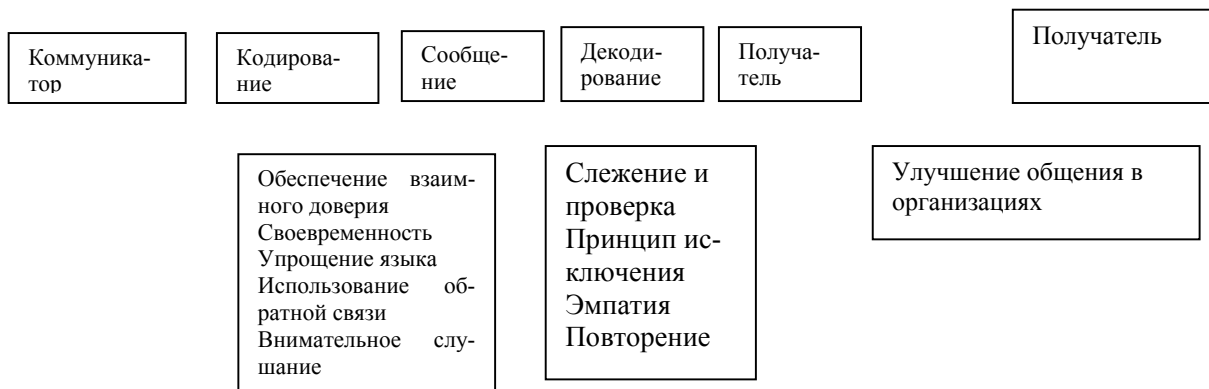 Коммуника-
тор
Кодирова-
ние
Сообще-
ние
Декоди-
рование
Получа-
тель
Получатель
Обеспечение взаим-
ного доверия
Своевременность
Упрощение языка
Использование об-
ратной связи
Внимательное слу-
шание
Слежение и
проверка
Принцип ис-
ключения
Эмпатия
Повторение
Улучшение общения в
организациях